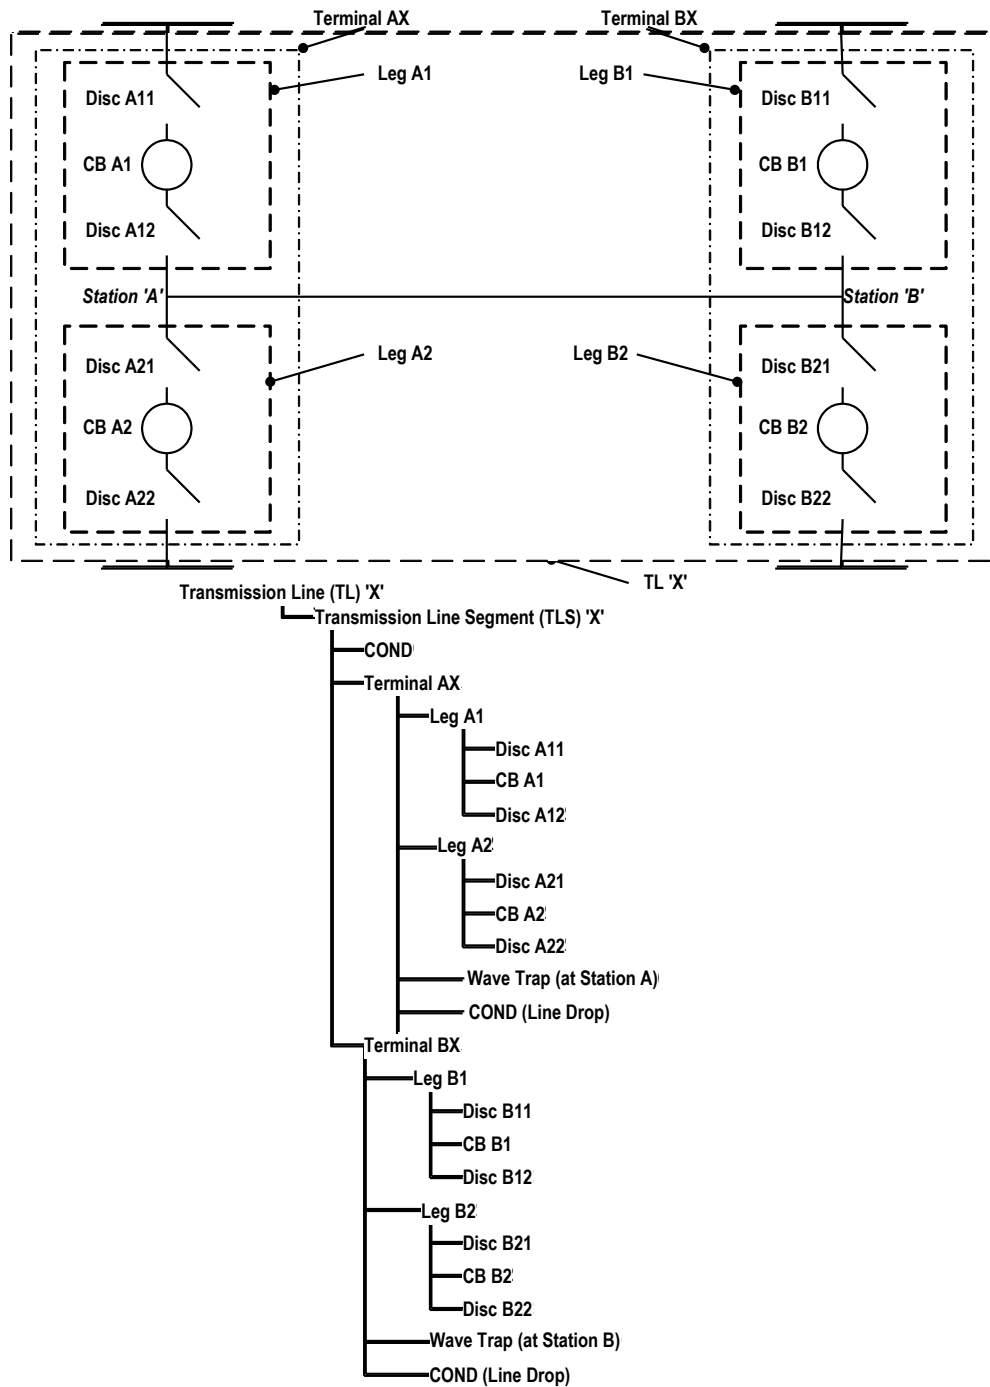 Terminal AX
Terminal BX
Leg A1
Leg B1
Disc A11
Disc B11
CB A1
CB B1
Disc A12
Disc B12
Station 'A'
Station 'B'
Leg A2
Leg B2
Disc A21
Disc B21
CB A2
CB B2
Disc A22
Disc B22
TL 'X'
Transmission Line (TL) 'X'
Transmission Line Segment (TLS) 'X'
COND
Terminal AX
Leg A1
Disc A11
CB A1
Disc A12
Leg A2
Disc A21
CB A2
Disc A22
Wave Trap (at Station A)
COND (Line Drop)
Terminal BX
Leg B1
Disc B11
CB B1
Disc B12
Leg B2
Disc B21
CB B2
Disc B22
Wave Trap (at Station B)
COND (Line Drop)